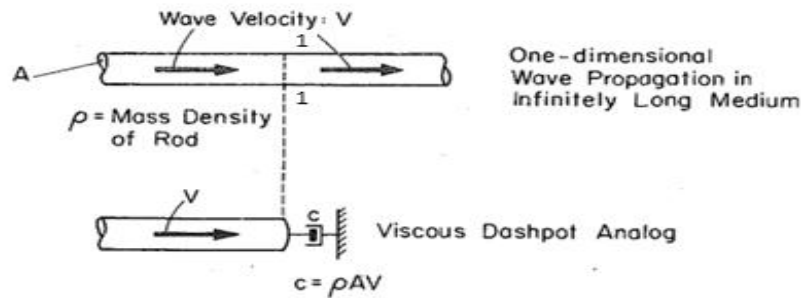 Wave Velocity: V
1
A
1
One-dimensional
Wave Propagation in
Infinitely Long Medium
ρ = Mass Density
of Rod
V
c
Viscous Dashpot Analog
c = ρAV